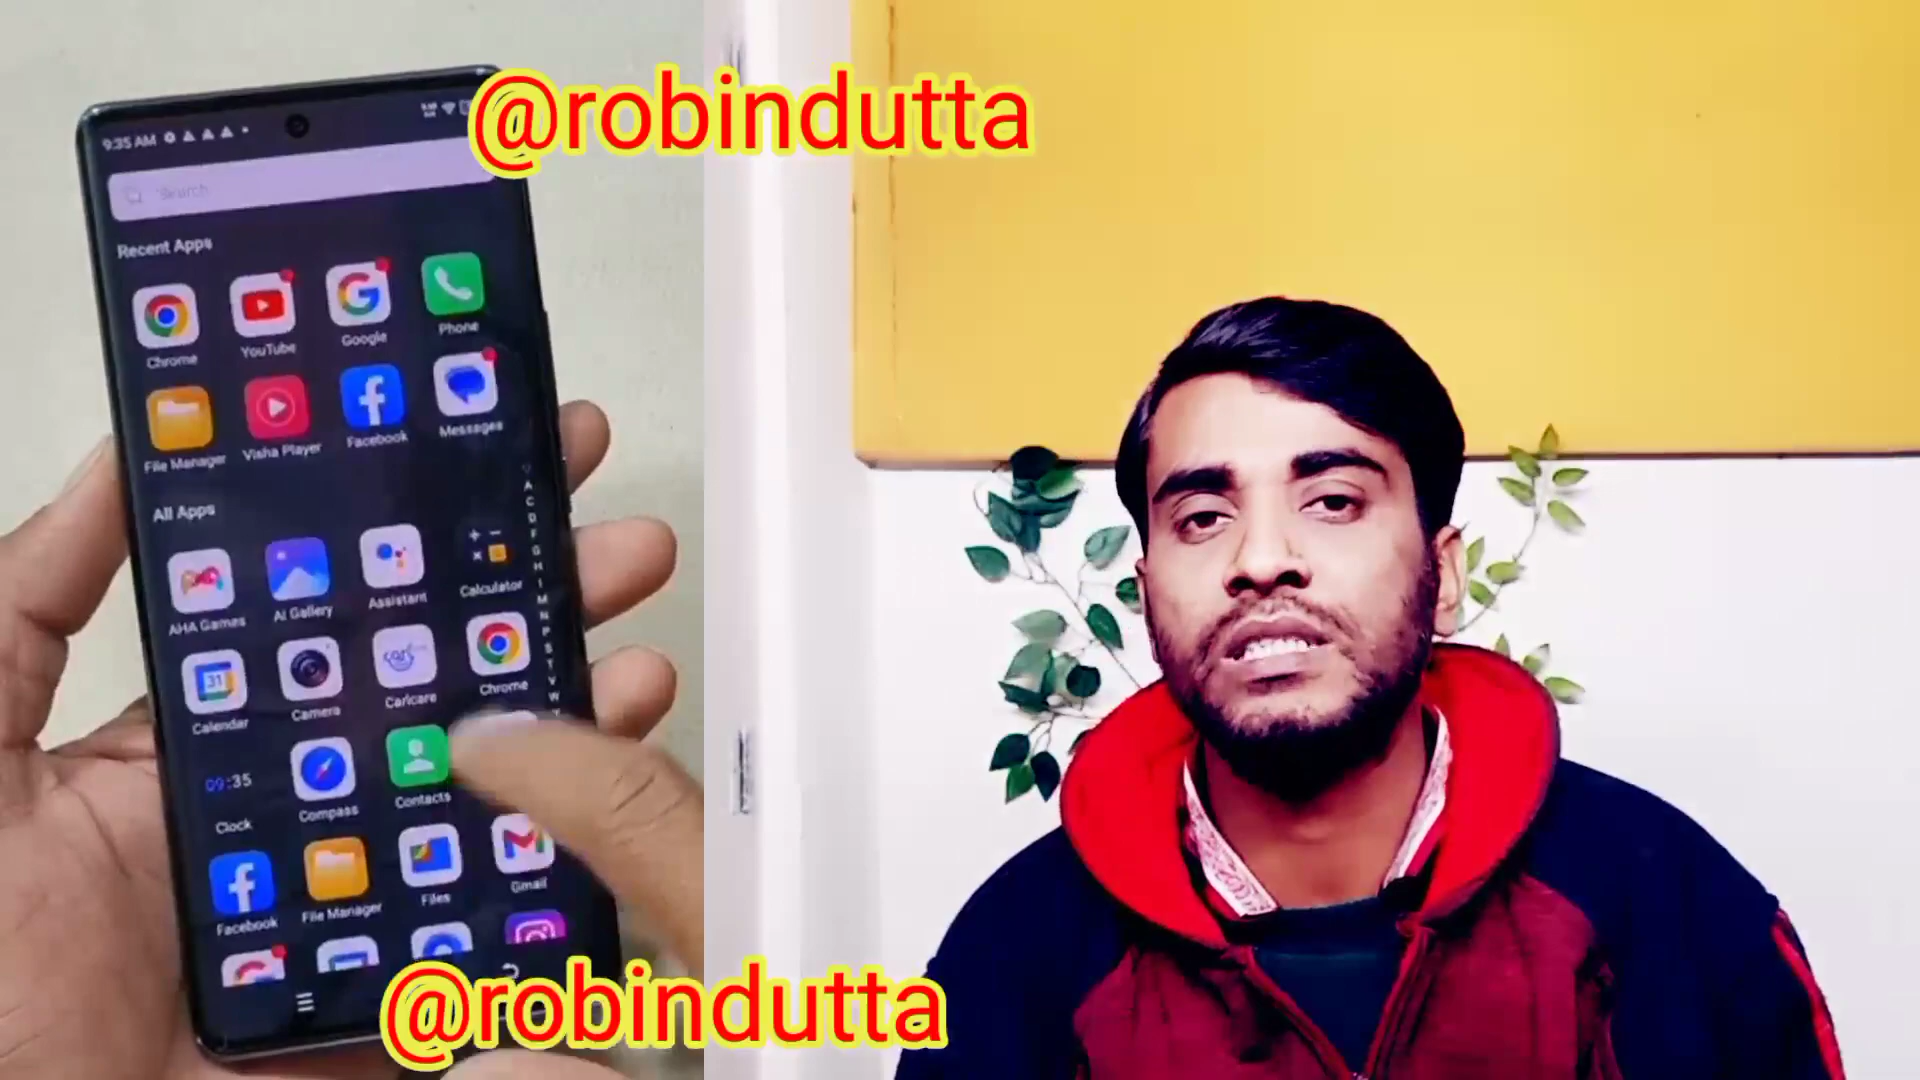 @robindutta
9:35 AM
Search
Recent Apps
Chrome
YouTube
Google
Phone
File Manager
Visha Player
Facebook
Messages
All Apps
A
C
D
F
G
H
I
M
N
P
S
T
V
W
Y
AHA Games
AI Gallery
Assistant
Calculator
31
Calendar
Camera
Carlcare
Chrome
09:35
Clock
Compass
Contacts
Facebook
File Manager
Files
Gmail
@robindutta